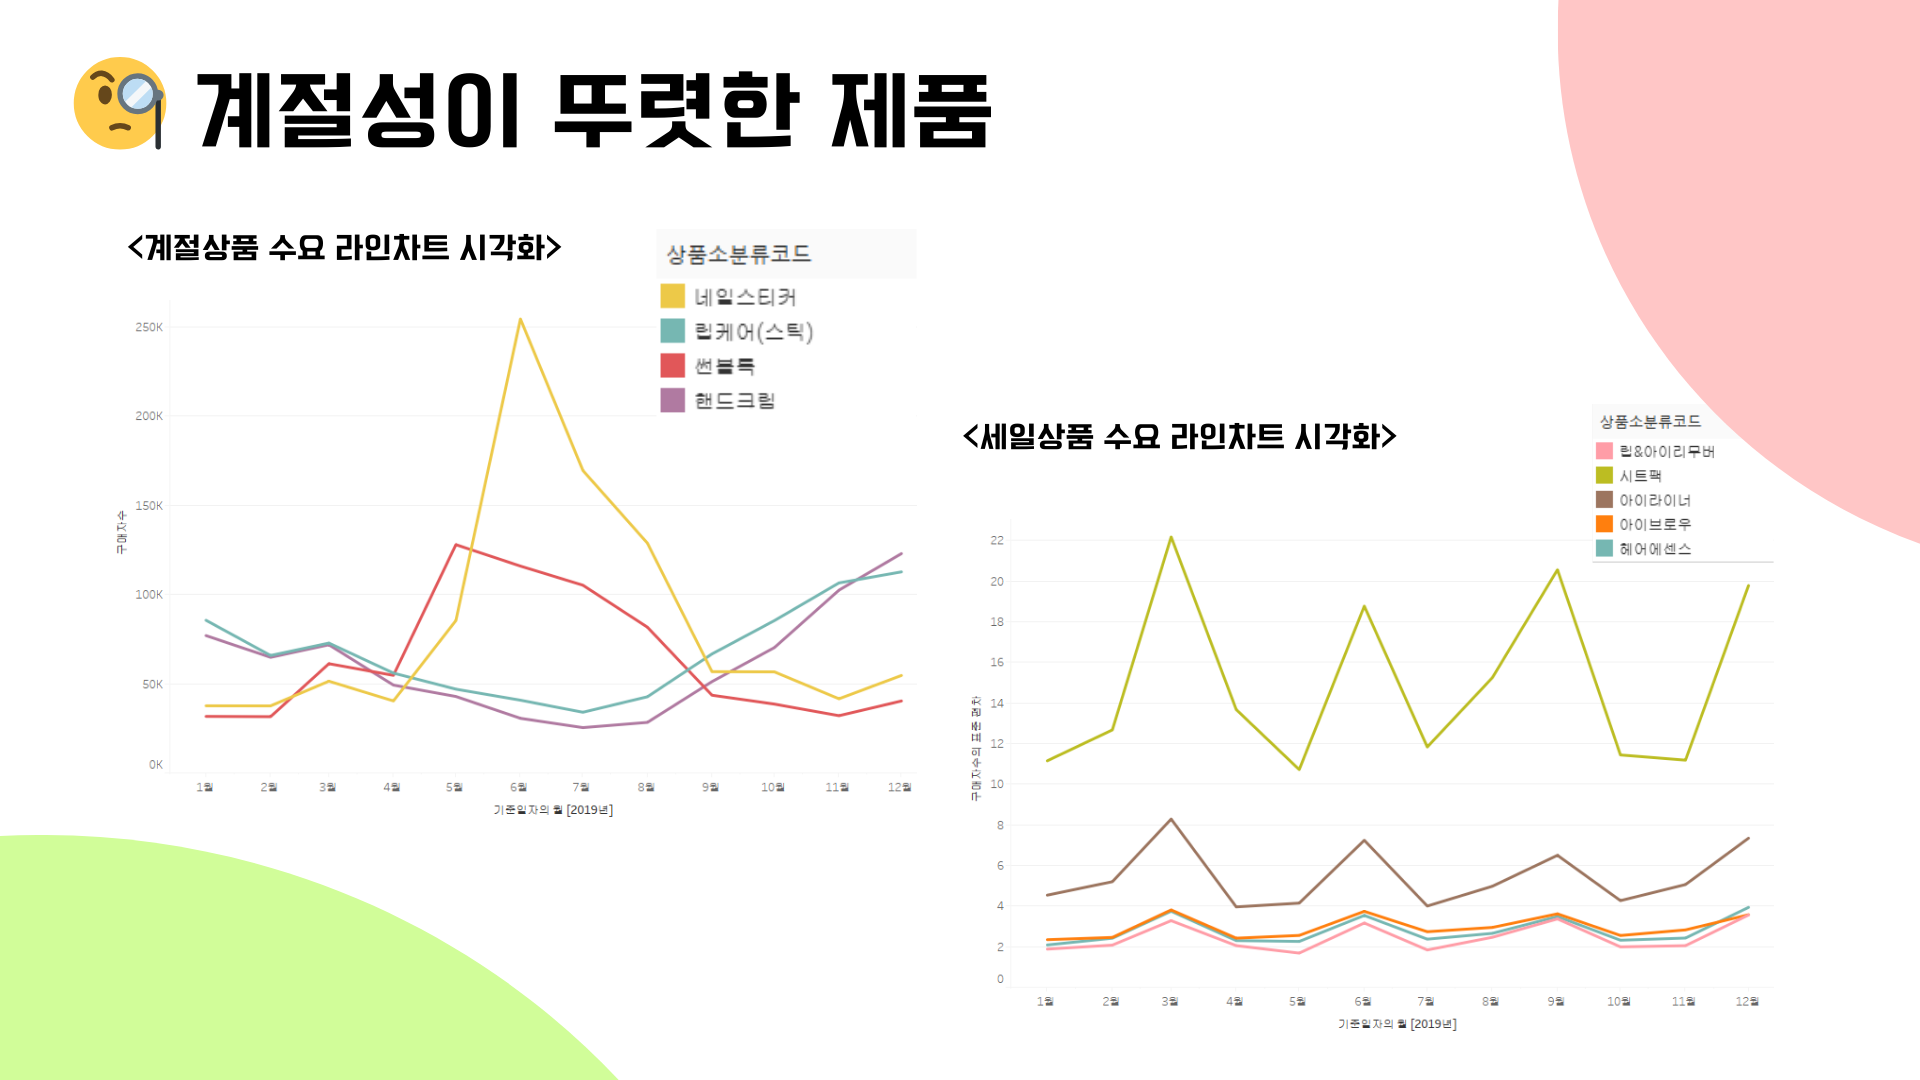 계절성이 뚜렷한 제품
<계절상품 수요 라인차트 시각화>
상품소분류코드
네일스티커
립케어(스틱)
썬블록
핸드크림
250K
200K
150K
100K
50K
0K
구매자수
1월 2월 3월 4월 5월 6월 7월 8월 9월 10월 11월 12월
기준일자의 월 [2019년]
<세일상품 수요 라인차트 시각화>
상품소분류코드
립&아이리무버
시트팩
아이라이너
아이브로우
헤어에센스
22
20
18
16
14
12
10
8
6
4
2
0
구매자수의 표준 편차
1월 2월 3월 4월 5월 6월 7월 8월 9월 10월 11월 12월
기준일자의 월 [2019년]